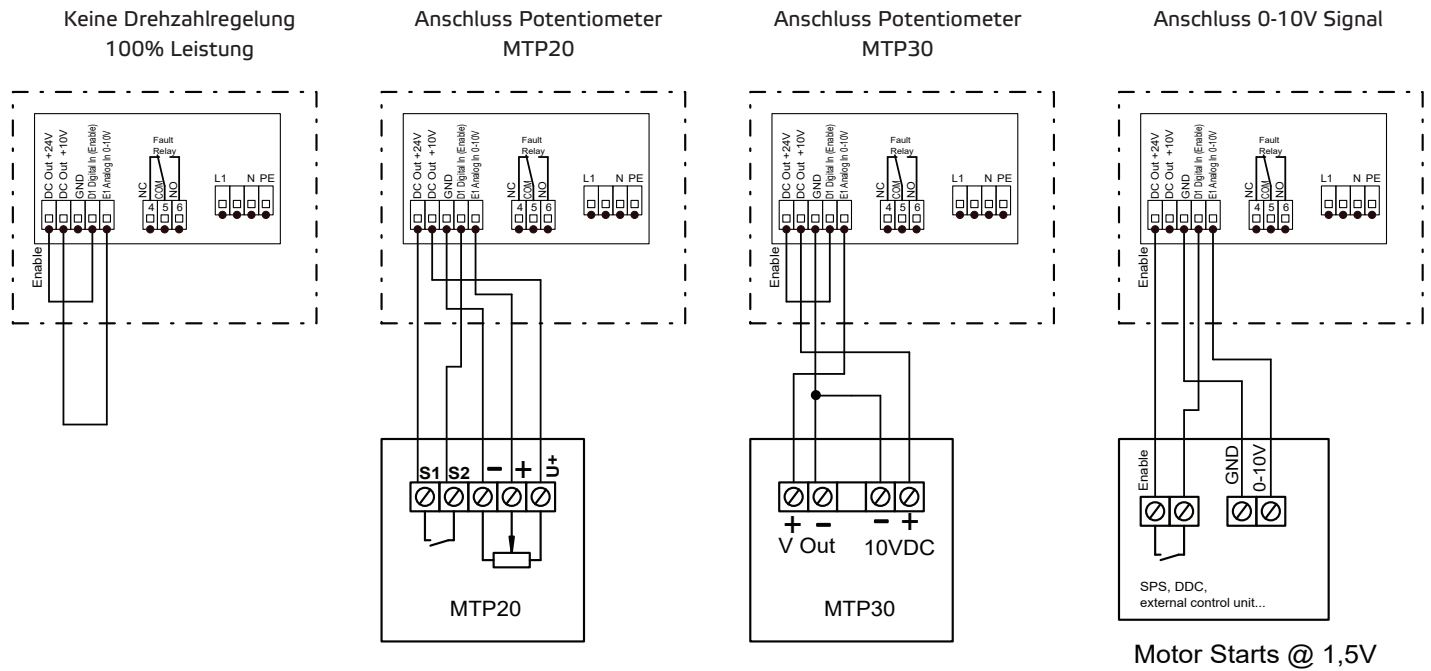 Keine Drehzahlregelung
100% Leistung
DC Out +24V
DC Out +10V
GND
D1 Digital In (Enable)
E1 Analog In 0-10V
Fault
Relay
NC
COM
NO
4 5 6
L1 N PE
Enable
Anschluss Potentiometer
MTP20
DC Out +24V
DC Out +10V
GND
D1 Digital In (Enable)
E1 Analog In 0-10V
Fault
Relay
NC
COM
NO
4 5 6
L1 N PE
S1 S2 − + U+
MTP20
Anschluss Potentiometer
MTP30
DC Out +24V
DC Out +10V
GND
D1 Digital In (Enable)
E1 Analog In 0-10V
Fault
Relay
NC
COM
NO
4 5 6
L1 N PE
Enable
+ − − +
V Out 10VDC
MTP30
Anschluss 0-10V Signal
DC Out +24V
DC Out +10V
GND
D1 Digital In (Enable)
E1 Analog In 0-10V
Fault
Relay
NC
COM
NO
4 5 6
L1 N PE
Enable
Enable
GND
0-10V
SPS, DDC,
external control unit...
Motor Starts @ 1,5V